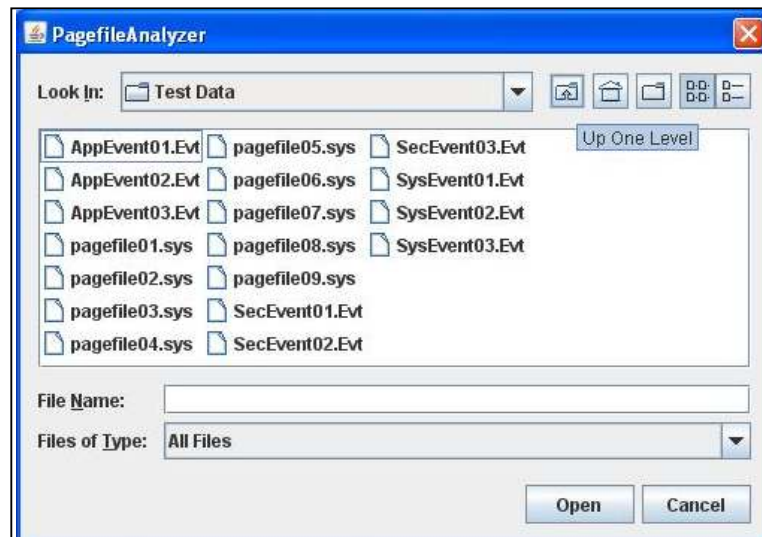 PagefileAnalyzer
Look In: Test Data
Up One Level
AppEvent01.Evt pagefile05.sys SecEvent03.Evt
AppEvent02.Evt pagefile06.sys SysEvent01.Evt
AppEvent03.Evt pagefile07.sys SysEvent02.Evt
pagefile01.sys pagefile08.sys SysEvent03.Evt
pagefile02.sys pagefile09.sys
pagefile03.sys SecEvent01.Evt
pagefile04.sys SecEvent02.Evt
File Name:
Files of Type: All Files
Open Cancel